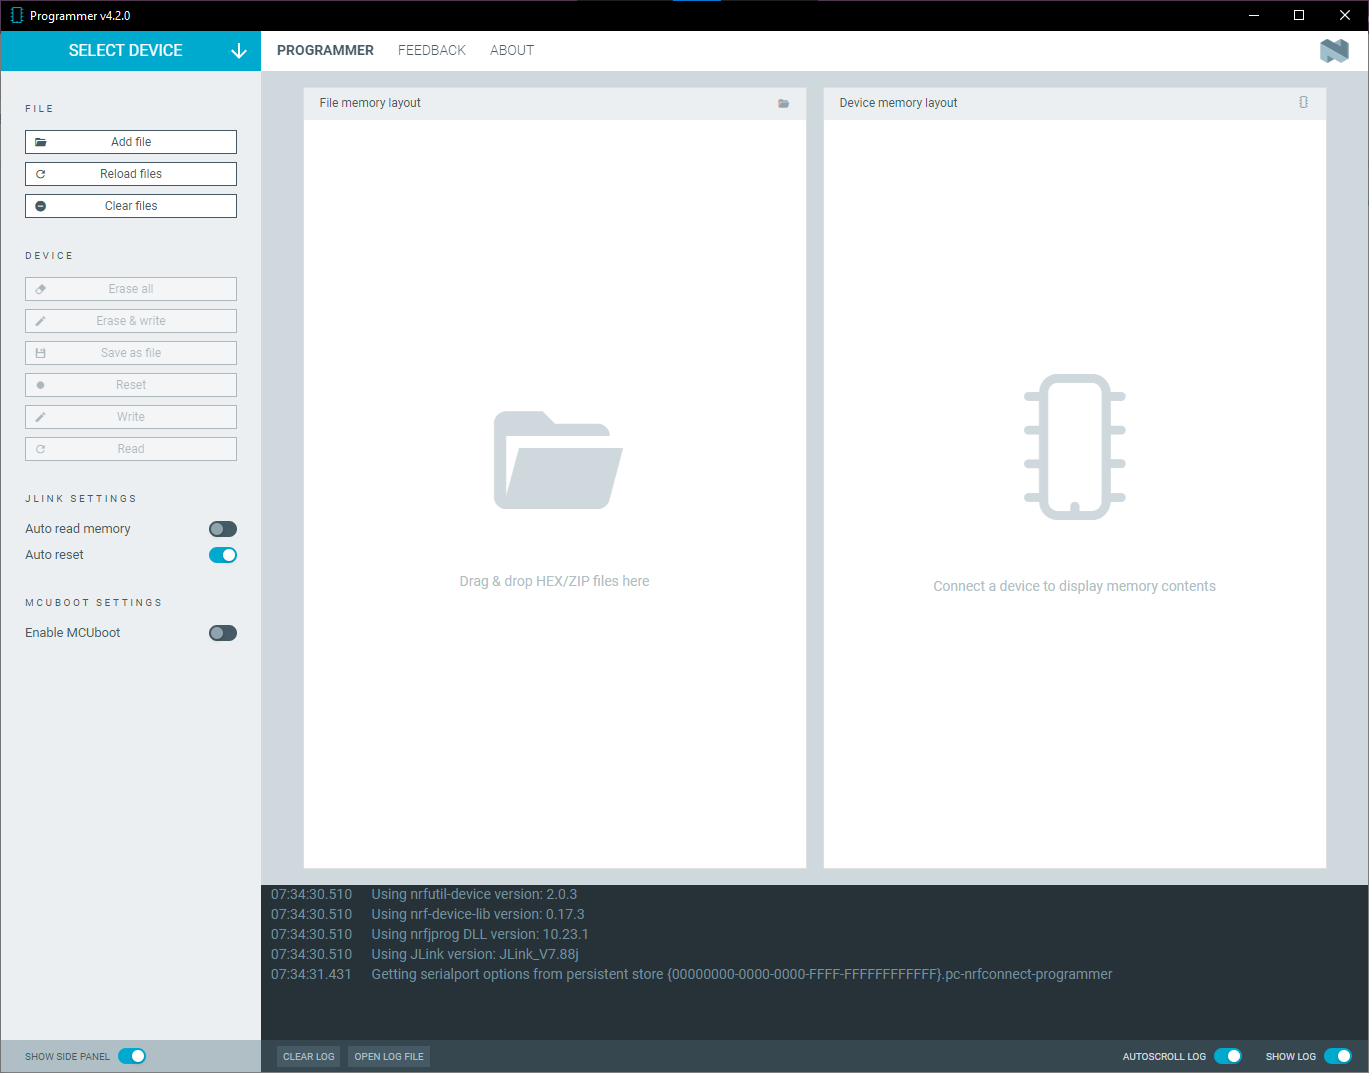 Programmer v4.2.0
SELECT DEVICE
PROGRAMMER
FEEDBACK
ABOUT
FILE
Add file
Reload files
Clear files
DEVICE
Erase all
Erase & write
Save as file
Reset
Write
Read
JLINK SETTINGS
Auto read memory
Auto reset
MCUBOOT SETTINGS
Enable MCUboot
SHOW SIDE PANEL
File memory layout
Drag & drop HEX/ZIP files here
Device memory layout
Connect a device to display memory contents
07:34:30.510 Using nrfutil-device version: 2.0.3
07:34:30.510 Using nrf-device-lib version: 0.17.3
07:34:30.510 Using nrfjprog DLL version: 10.23.1
07:34:30.510 Using JLink version: JLink_V7.88j
07:34:31.431 Getting serialport options from persistent store {00000000-0000-0000-FFFF-FFFFFFFFFFFF}.pc-nrfconnect-programmer
CLEAR LOG
OPEN LOG FILE
AUTOSCROLL LOG
SHOW LOG